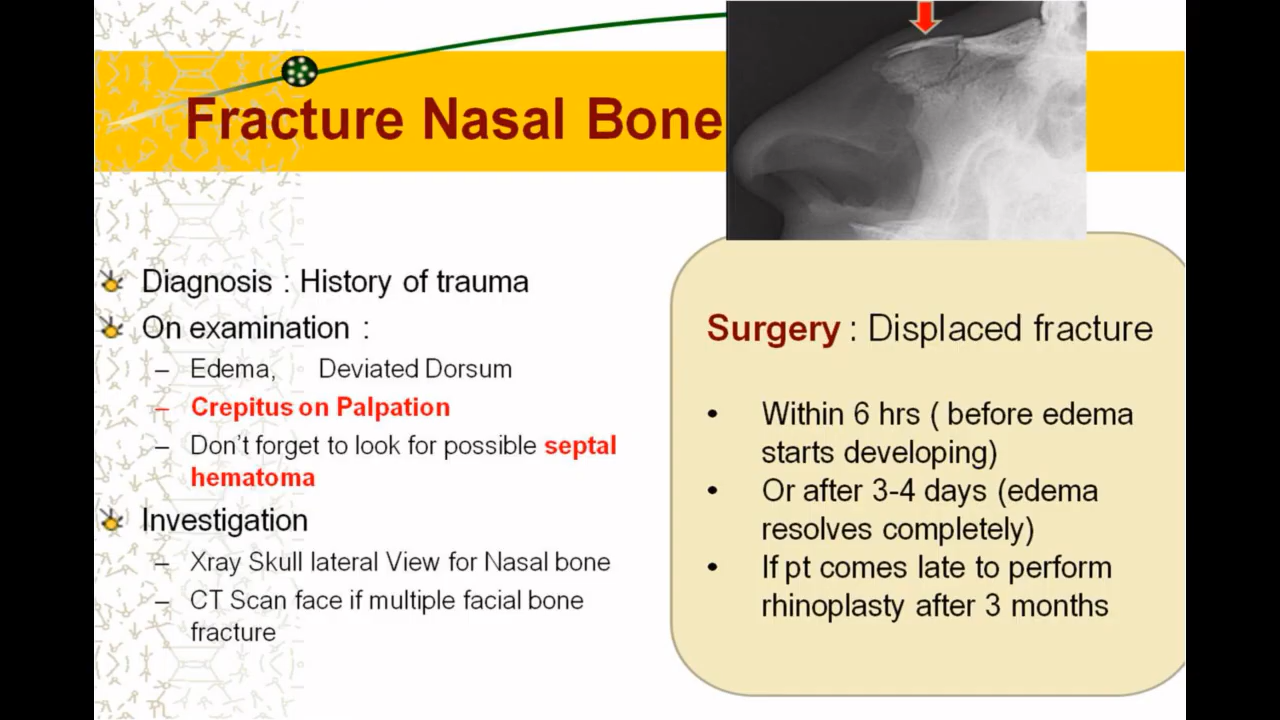 Fracture Nasal Bone
Diagnosis : History of trauma
On examination :
– Edema, Deviated Dorsum
– Crepitus on Palpation
– Don't forget to look for possible septal
hematoma
Investigation
– Xray Skull lateral View for Nasal bone
– CT Scan face if multiple facial bone
fracture
Surgery : Displaced fracture
• Within 6 hrs ( before edema
starts developing)
• Or after 3-4 days (edema
resolves completely)
• If pt comes late to perform
rhinoplasty after 3 months